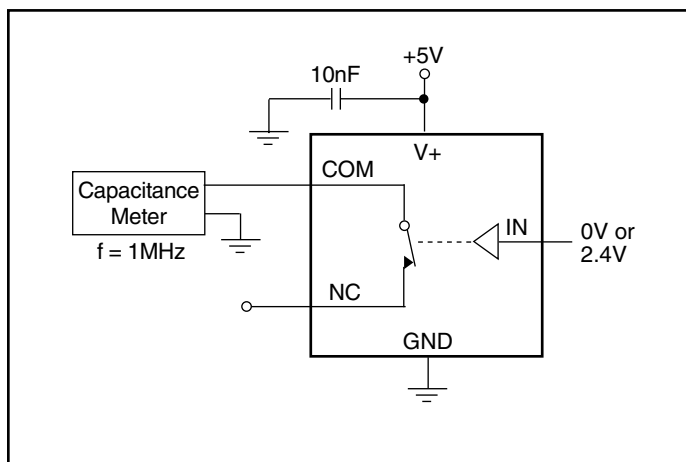 +5V
10nF
V+
COM
Capacitance
Meter
f = 1MHz
IN
0V or
2.4V
NC
GND